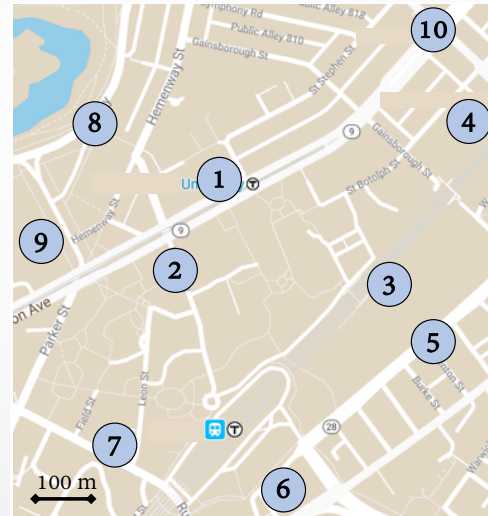 Symphony Rd
Public Alley 818
10
Public Alley 810
Gainsborough St
St Stephen St
Hemenway St
8
4
9
Gainsborough St
1
St Botolph St
Hemenway St
9
9
2
3
on Ave
Parker St
5
Burke St
Leon St
Field St
28
7
100 m
6